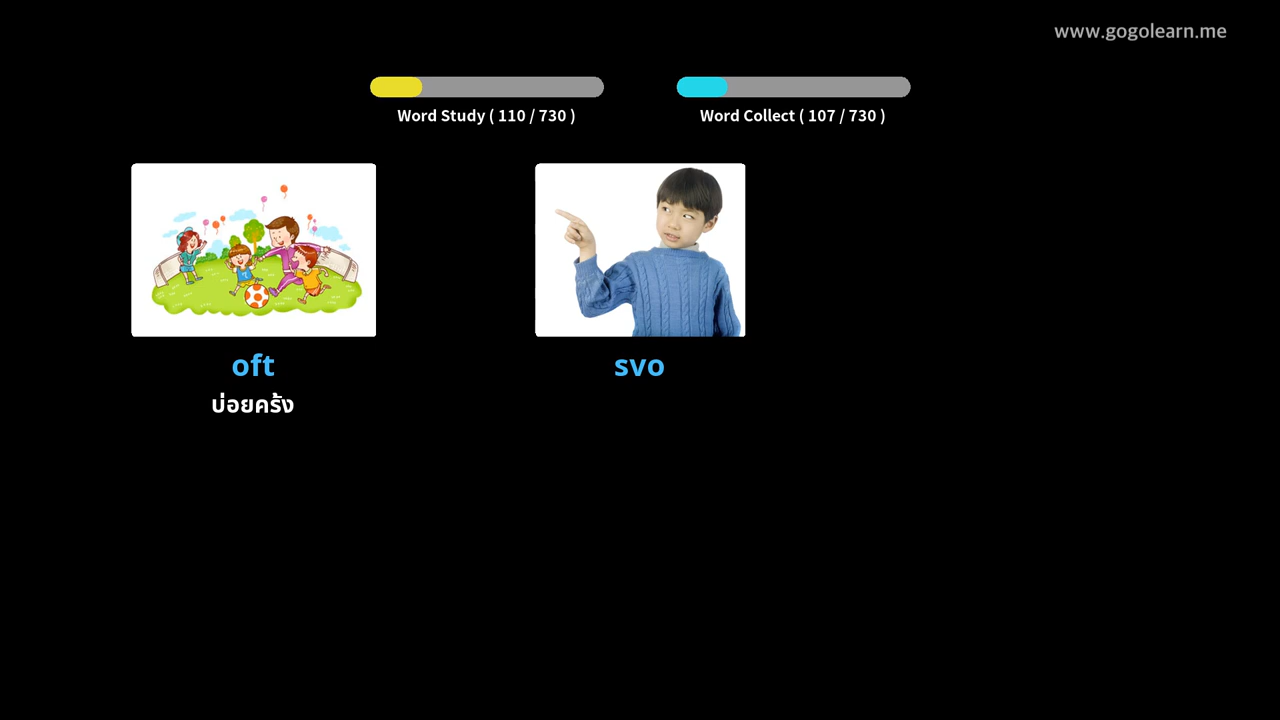 www.gogolearn.me
Word Study ( 110 / 730 )
Word Collect ( 107 / 730 )
oft
บ่อยครั้ง
svo